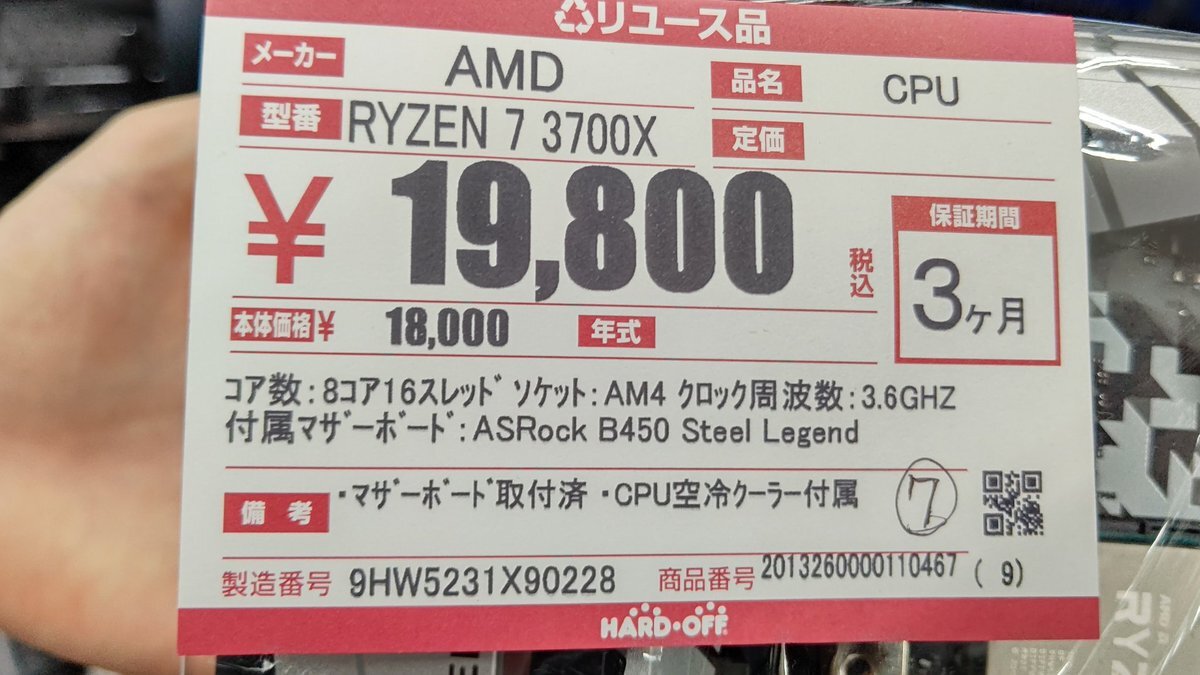 リユース品
メーカー AMD 品名 CPU
型番 RYZEN 7 3700X 定価
¥19,800 税込
保証期間
3ヶ月
本体価格¥ 18,000 年式
コア数:8コア16スレッド ソケット:AM4 クロック周波数:3.6GHZ
付属マザーボード:ASRock B450 Steel Legend
備考 ・マザーボード取付済 ・CPU空冷クーラー付属 7
製造番号 9HW5231X90228 商品番号 2013260000110467 ( 9)
HARD・OFF